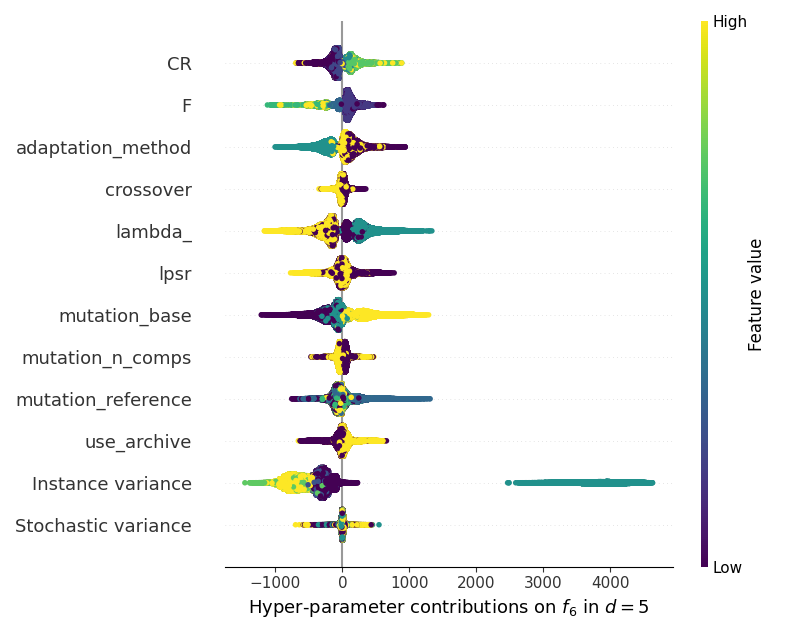 High
CR
F
adaptation_method
crossover
lambda_
lpsr
mutation_base
mutation_n_comps
mutation_reference
use_archive
Instance variance
Stochastic variance
Feature value
Low
−1000 0 1000 2000 3000 4000
Hyper-parameter contributions on f₆ in d = 5